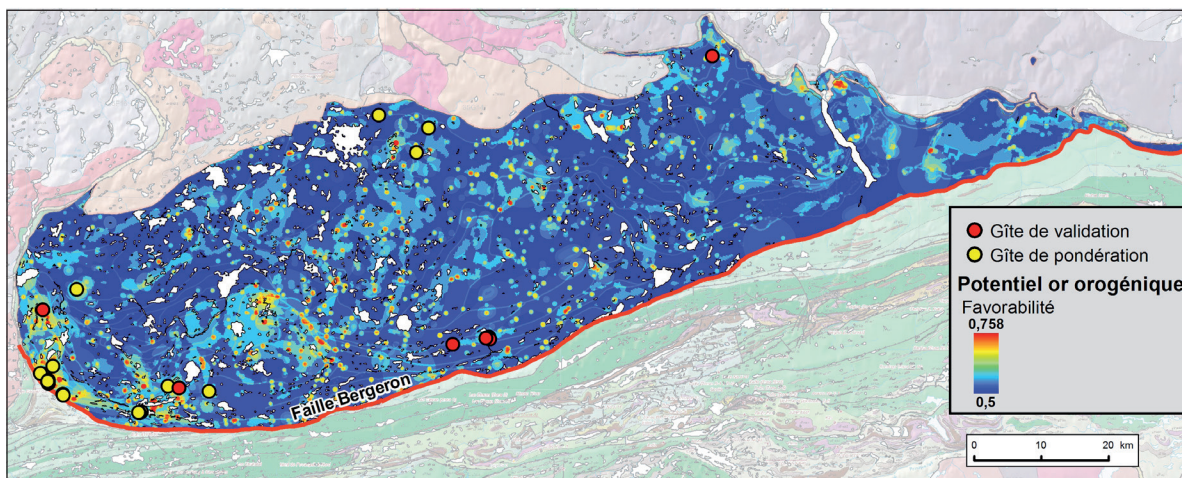 Faille Bergeron
Gîte de validation
Gîte de pondération
Potentiel or orogénique
Favorabilité
0,758
0,5
0 10 20 km